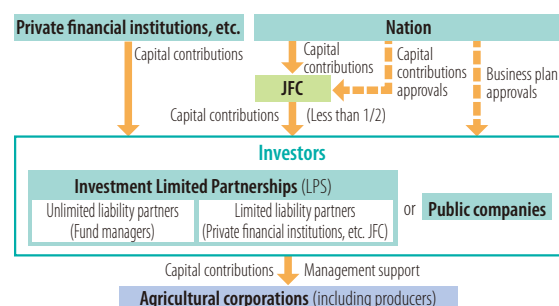 Private financial institutions, etc.
Nation
Capital contributions
Capital
contributions
Capital
contributions
approvals
Business plan
approvals
JFC
Capital contributions
(Less than 1/2)
Investors
Investment Limited Partnerships (LPS)
Unlimited liability partners
(Fund managers)
Limited liability partners
(Private financial institutions, etc. JFC)
or
Public companies
Capital contributions
Management support
Agricultural corporations (including producers)